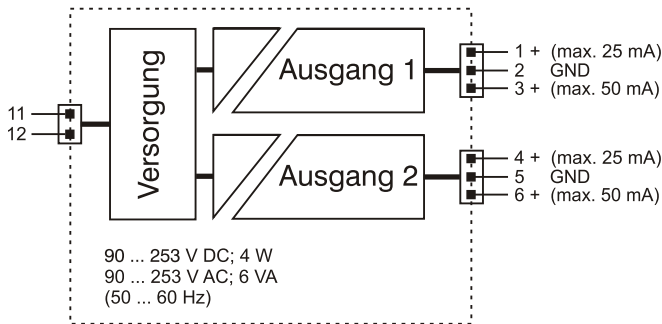 11
12
Versorgung
Ausgang 1
1 + (max. 25 mA)
2 GND
3 + (max. 50 mA)
Ausgang 2
4 + (max. 25 mA)
5 GND
6 + (max. 50 mA)
90 ... 253 V DC; 4 W
90 ... 253 V AC; 6 VA
(50 ... 60 Hz)